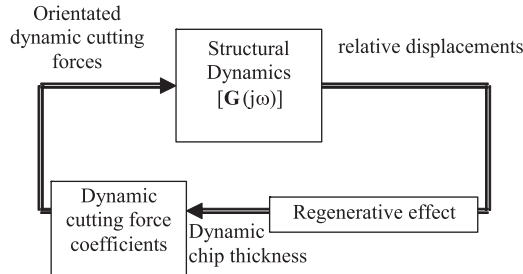 Orientated
dynamic cutting
forces
Structural
Dynamics
[G(jω)]
relative displacements
Dynamic
cutting force
coefficients
Dynamic
chip thickness
Regenerative effect